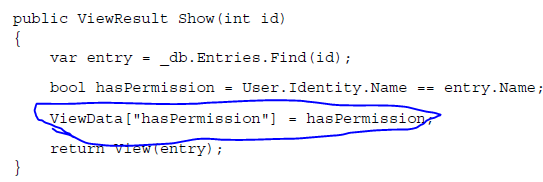 public ViewResult Show(int id)
{
var entry = _db.Entries.Find(id);
bool hasPermission = User.Identity.Name == entry.Name;
ViewData["hasPermission"] = hasPermission;
return View(entry);
}